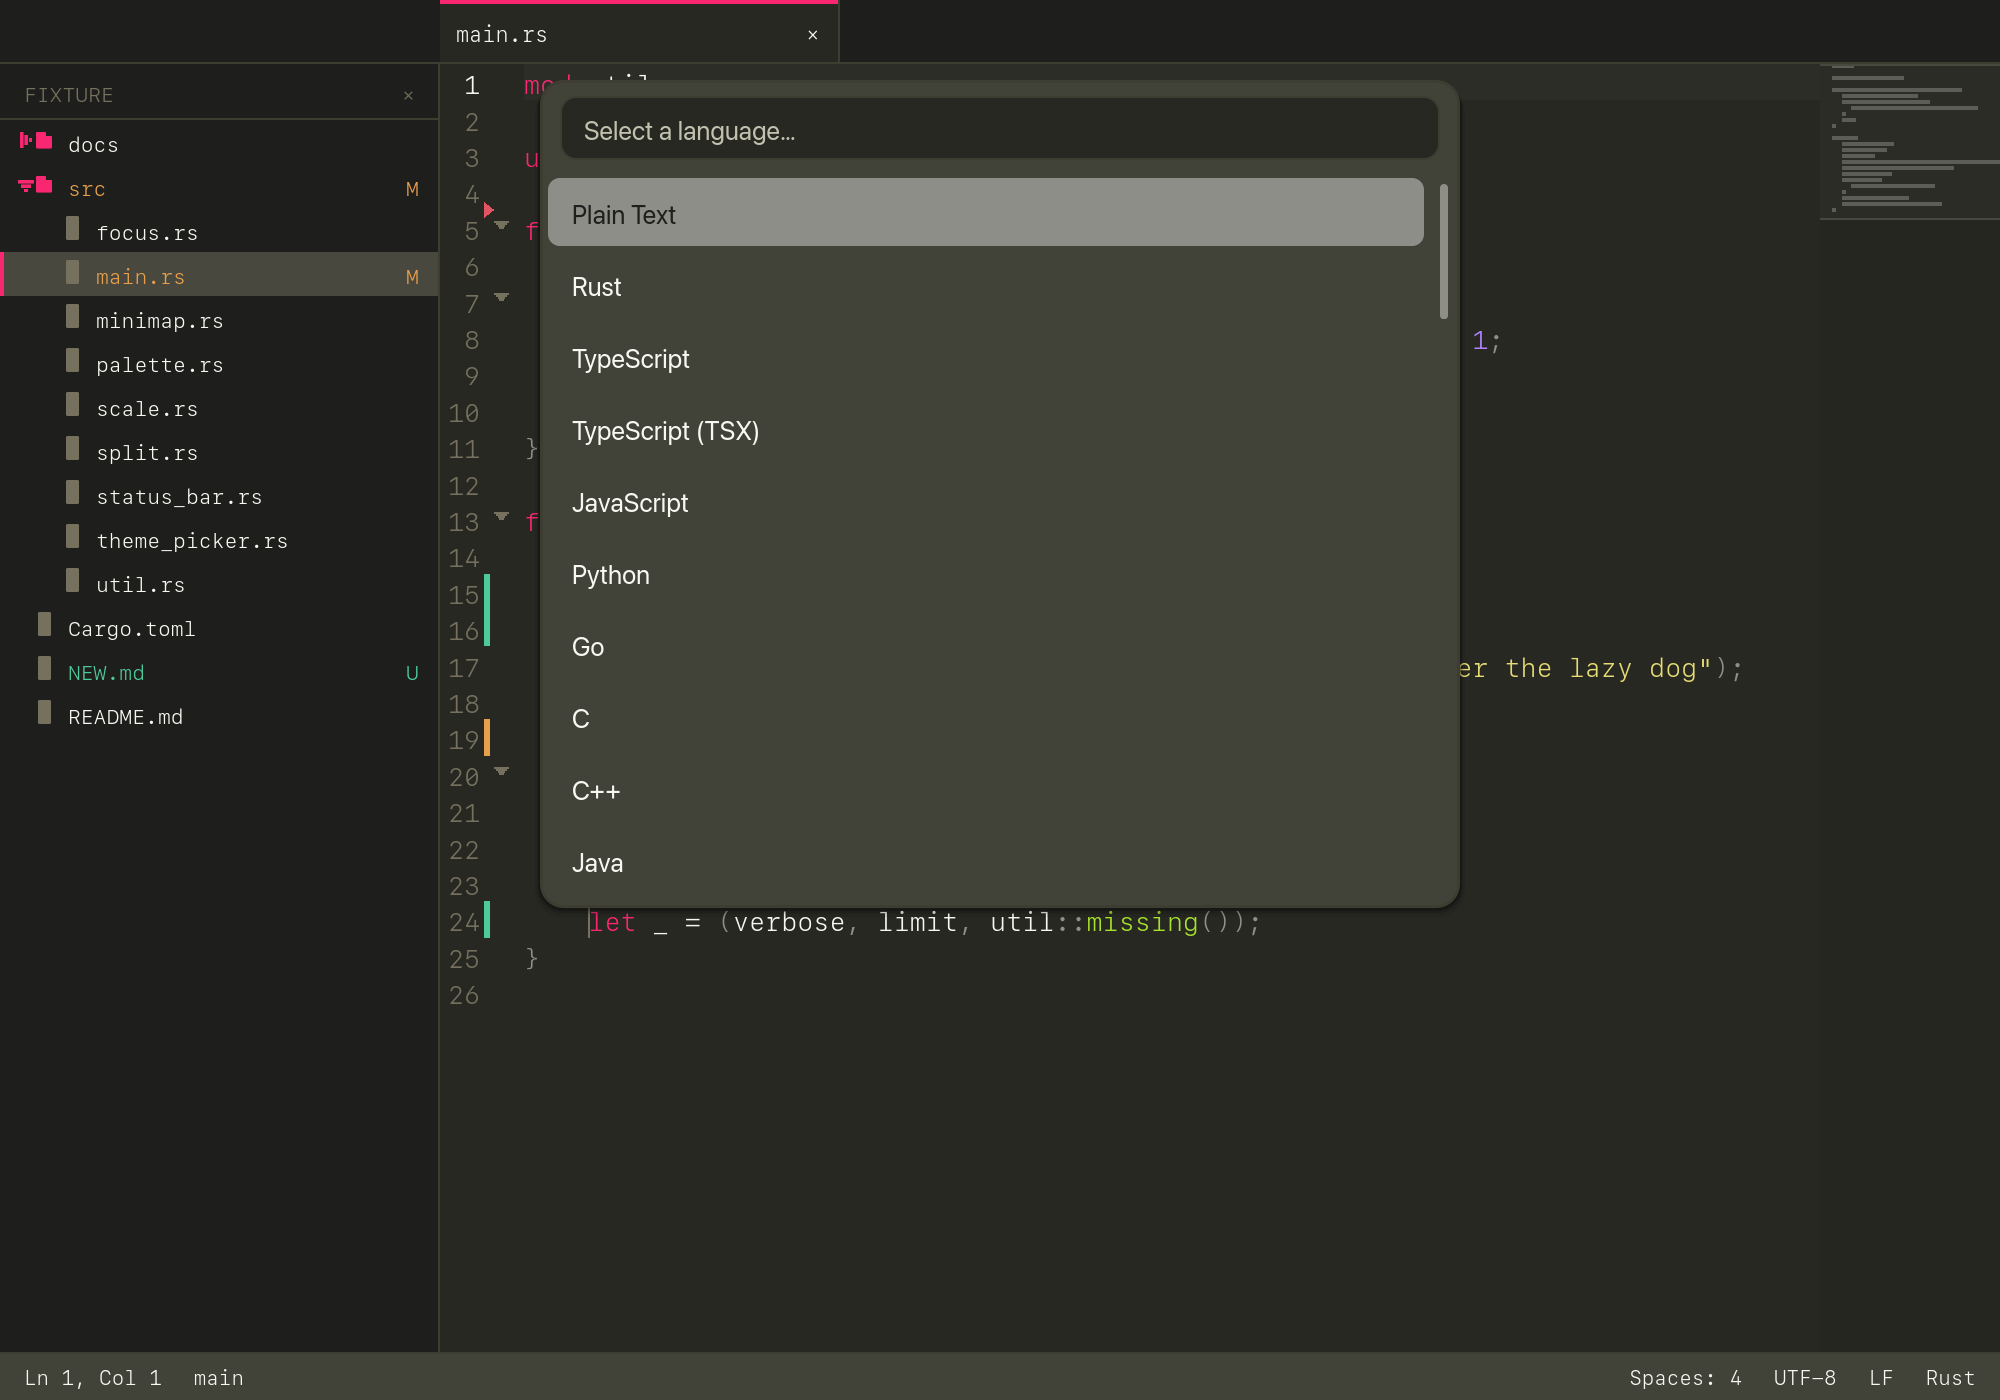 main.rs ×
FIXTURE ×
docs
src M
focus.rs
main.rs M
minimap.rs
palette.rs
scale.rs
split.rs
status_bar.rs
theme_picker.rs
util.rs
Cargo.toml
NEW.md U
README.md
1
2
3 u
4
5 f
6
7
8 1;
9
10
11 }
12
13 f
14
15
16
17 er the lazy dog");
18
19
20
21
22
23
24 let _ = (verbose, limit, util::missing());
25 }
26
Select a language...
Plain Text
Rust
TypeScript
TypeScript (TSX)
JavaScript
Python
Go
C
C++
Java
Ln 1, Col 1 main
Spaces: 4 UTF-8 LF Rust